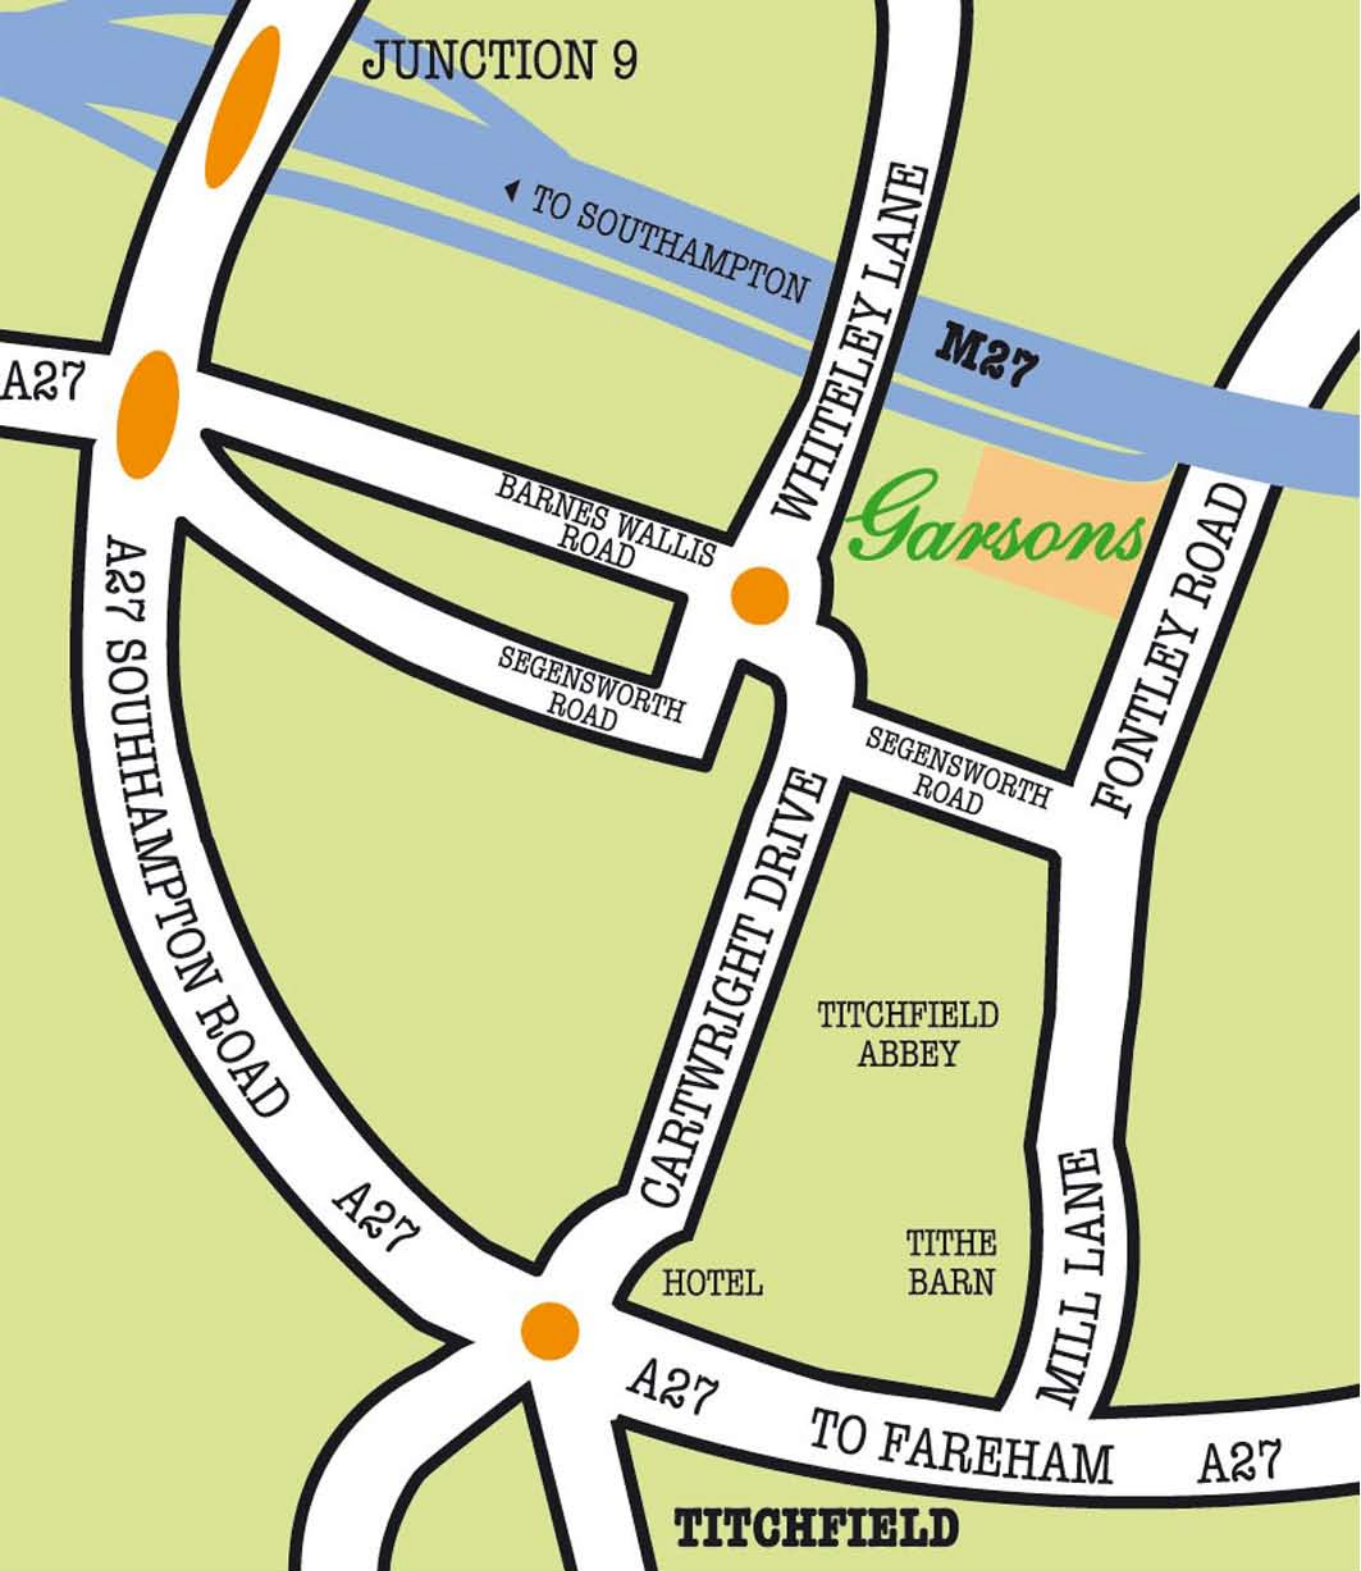 JUNCTION 9
◀ TO SOUTHAMPTON
WHITELEY LANE
M27
A27
BARNES WALLIS
ROAD
Garsons
A27 SOUHHAMPTON ROAD
SEGENSWORTH
ROAD
FONTLEY ROAD
SEGENSWORTH
ROAD
CARTWRIGHT DRIVE
TITCHFIELD
ABBEY
A27
MILL LANE
TITHE
BARN
HOTEL
A27
TO FAREHAM
A27
TITCHFIELD